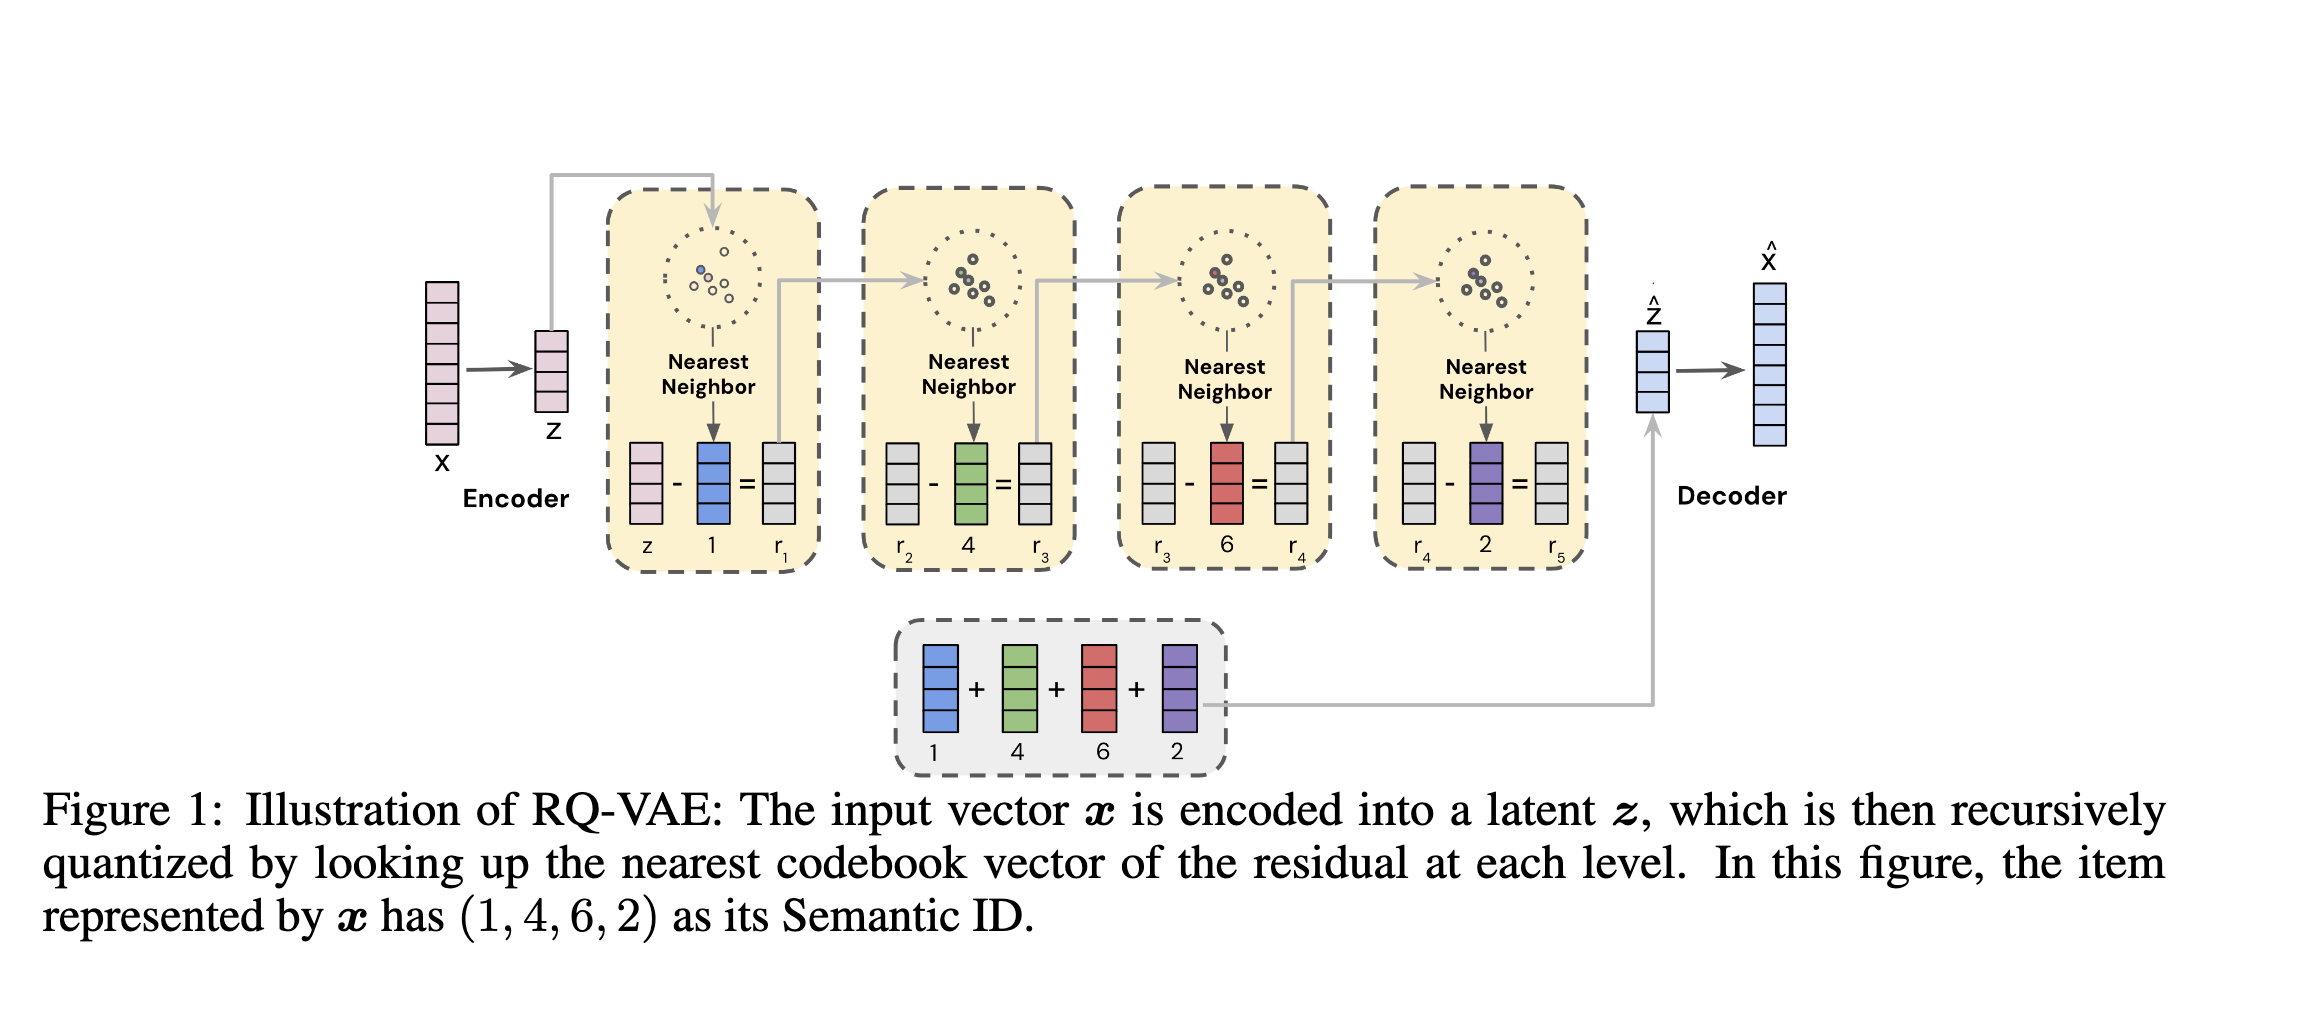 x
z
Encoder
Nearest
Neighbor
z - 1 = r₁
Nearest
Neighbor
r₂ - 4 = r₃
Nearest
Neighbor
r₃ - 6 = r₄
Nearest
Neighbor
r₄ - 2 = r₅
ẑ
x̂
Decoder
+ + +
1 4 6 2
Figure 1: Illustration of RQ-VAE: The input vector x is encoded into a latent z, which is then recursively
quantized by looking up the nearest codebook vector of the residual at each level. In this figure, the item
represented by x has (1, 4, 6, 2) as its Semantic ID.